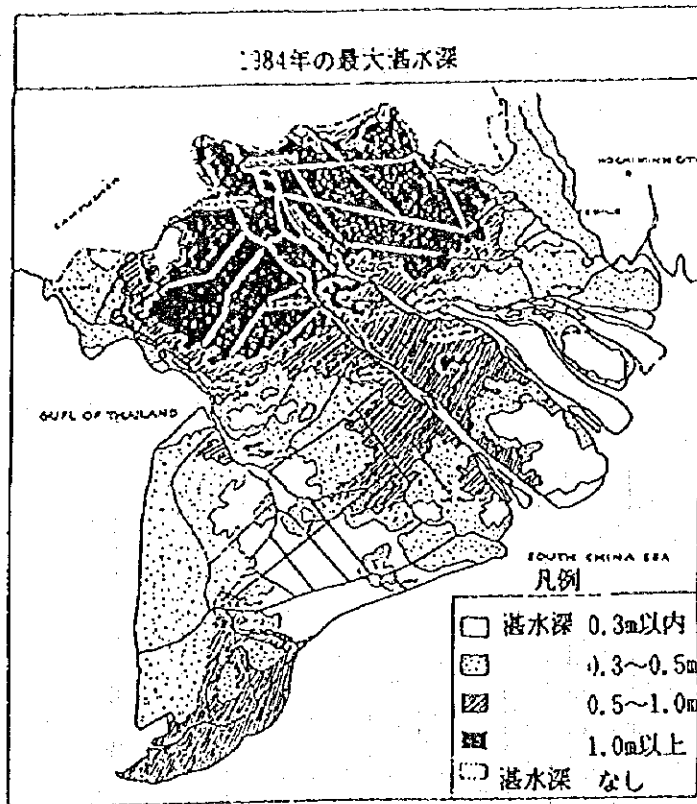 1984年の最大湛水深
HOCHIMINH CITY
KAMPUCHEA
GUFL OF THAILAND
SOUTH CHINA SEA
凡例
湛水深 0.3m以内
0.3～0.5m
0.5～1.0m
1.0m以上
湛水深 なし